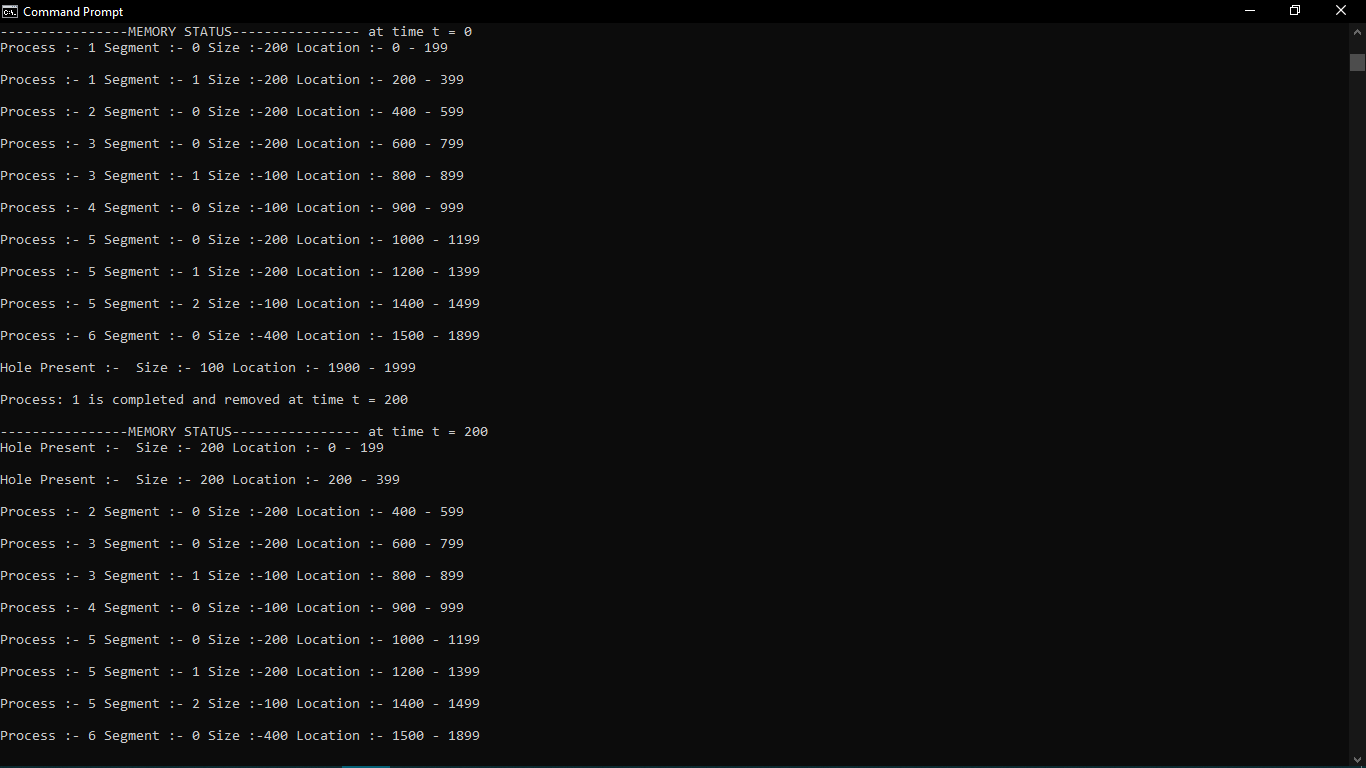 Command Prompt
----------------MEMORY STATUS---------------- at time t = 0
Process :- 1 Segment :- 0 Size :-200 Location :- 0 - 199
Process :- 1 Segment :- 1 Size :-200 Location :- 200 - 399
Process :- 2 Segment :- 0 Size :-200 Location :- 400 - 599
Process :- 3 Segment :- 0 Size :-200 Location :- 600 - 799
Process :- 3 Segment :- 1 Size :-100 Location :- 800 - 899
Process :- 4 Segment :- 0 Size :-100 Location :- 900 - 999
Process :- 5 Segment :- 0 Size :-200 Location :- 1000 - 1199
Process :- 5 Segment :- 1 Size :-200 Location :- 1200 - 1399
Process :- 5 Segment :- 2 Size :-100 Location :- 1400 - 1499
Process :- 6 Segment :- 0 Size :-400 Location :- 1500 - 1899
Hole Present :-  Size :- 100 Location :- 1900 - 1999
Process: 1 is completed and removed at time t = 200
----------------MEMORY STATUS---------------- at time t = 200
Hole Present :-  Size :- 200 Location :- 0 - 199
Hole Present :-  Size :- 200 Location :- 200 - 399
Process :- 2 Segment :- 0 Size :-200 Location :- 400 - 599
Process :- 3 Segment :- 0 Size :-200 Location :- 600 - 799
Process :- 3 Segment :- 1 Size :-100 Location :- 800 - 899
Process :- 4 Segment :- 0 Size :-100 Location :- 900 - 999
Process :- 5 Segment :- 0 Size :-200 Location :- 1000 - 1199
Process :- 5 Segment :- 1 Size :-200 Location :- 1200 - 1399
Process :- 5 Segment :- 2 Size :-100 Location :- 1400 - 1499
Process :- 6 Segment :- 0 Size :-400 Location :- 1500 - 1899